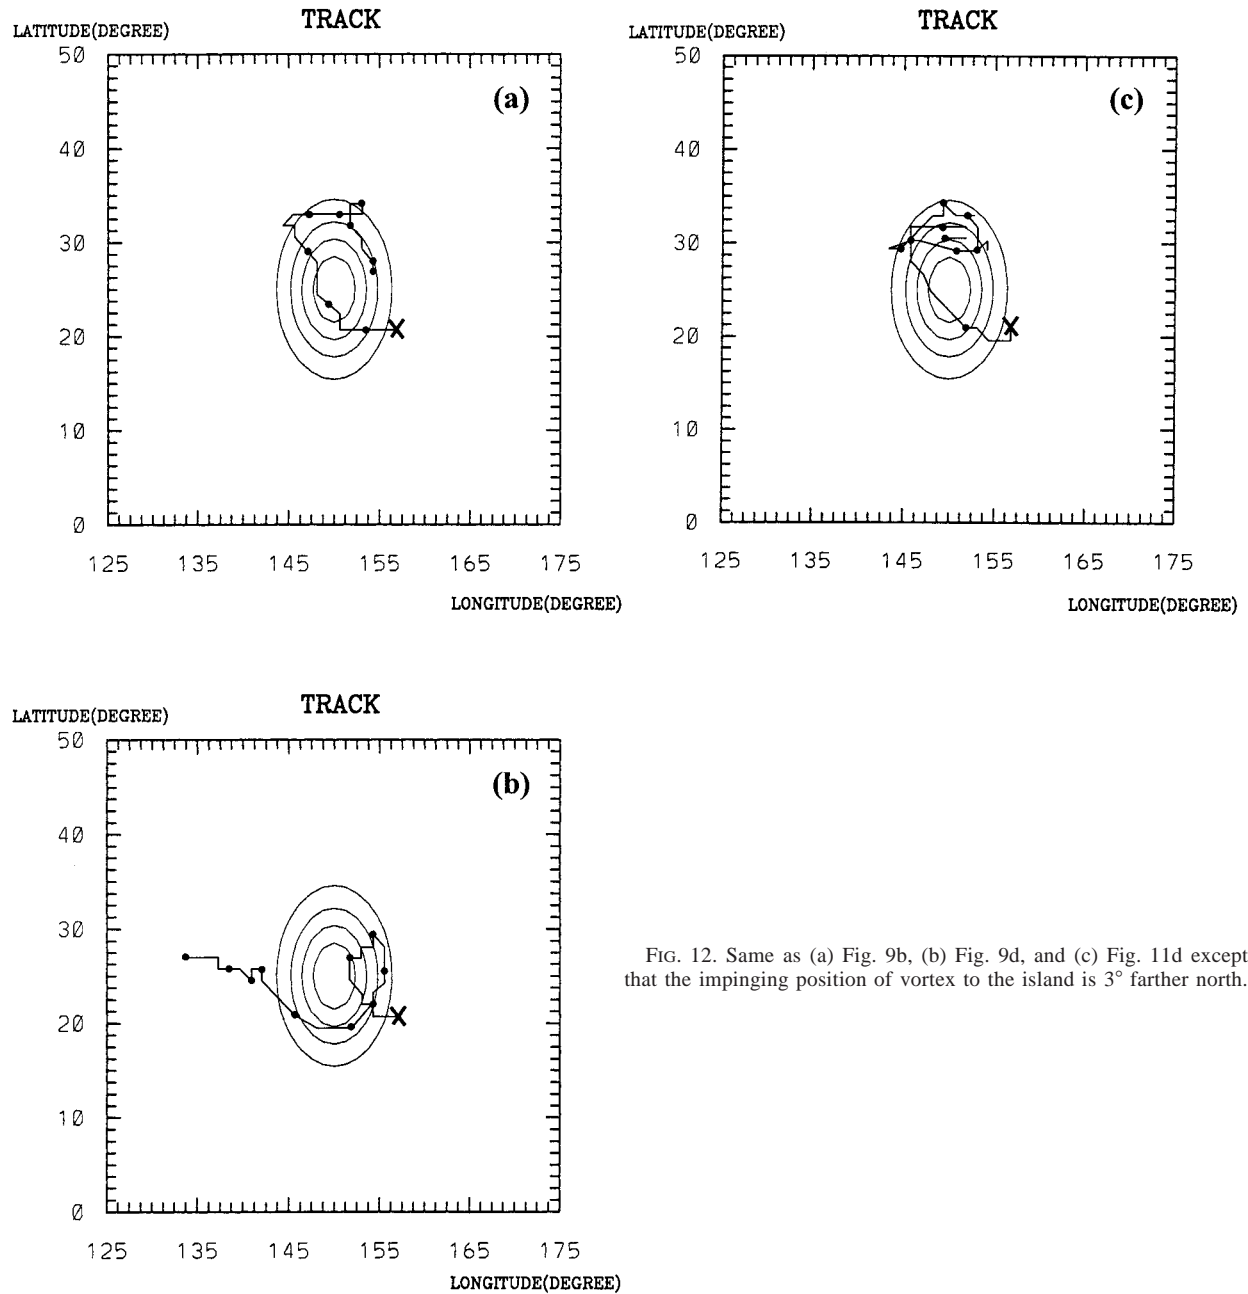 TRACK
LATITUDE(DEGREE)
(a)
50
40
30
20
10
0
125 135 145 155 165 175
LONGITUDE(DEGREE)
TRACK
LATITUDE(DEGREE)
(c)
50
40
30
20
10
0
125 135 145 155 165 175
LONGITUDE(DEGREE)
TRACK
LATITUDE(DEGREE)
(b)
50
40
30
20
10
0
125 135 145 155 165 175
LONGITUDE(DEGREE)
FIG. 12. Same as (a) Fig. 9b, (b) Fig. 9d, and (c) Fig. 11d except
that the impinging position of vortex to the island is 3° farther north.